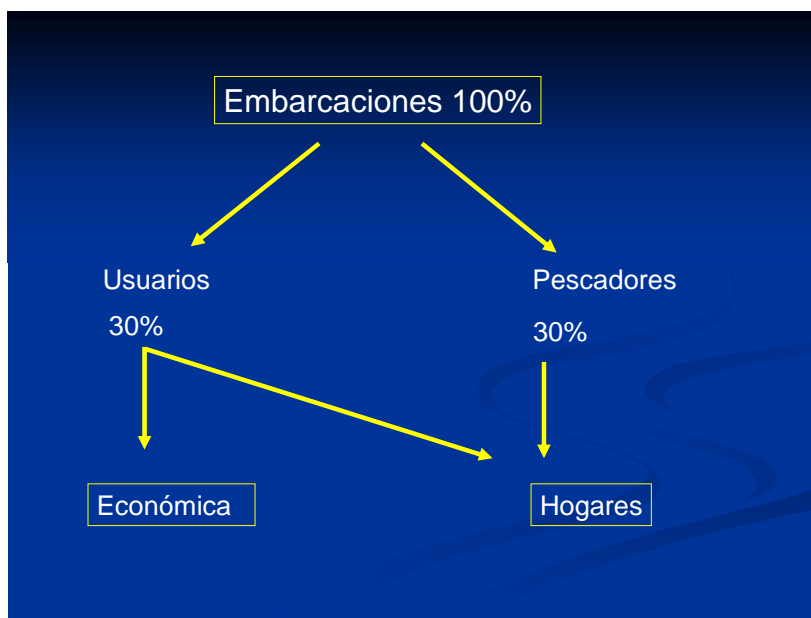 Embarcaciones 100%
Usuarios
Pescadores
30%
30%
Económica
Hogares